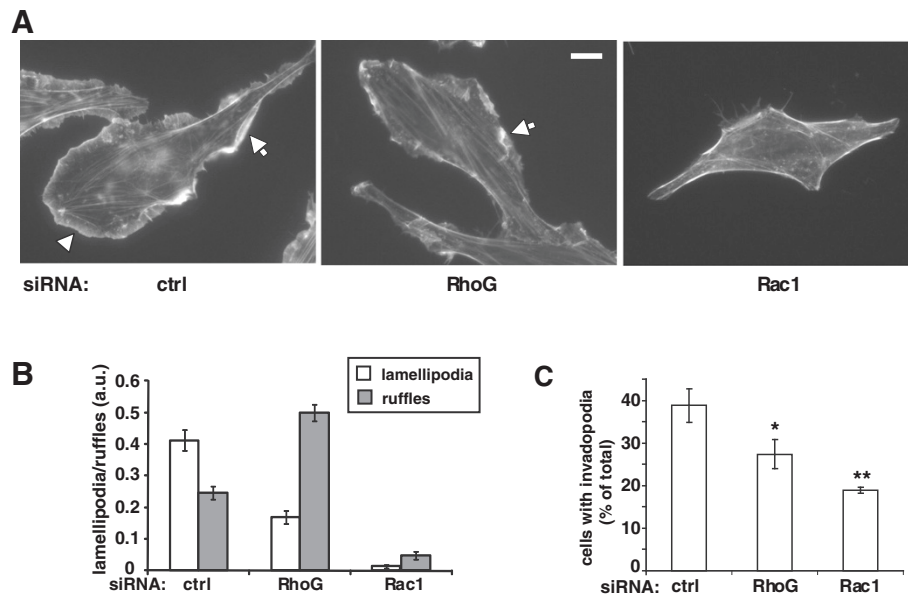 A
siRNA: ctrl RhoG Rac1
B
lamellipodia/ruffles (a.u.)
0.6
0.5
0.4
0.3
0.2
0.1
0
lamellipodia
ruffles
siRNA: ctrl RhoG Rac1
C
cells with invadopodia
(% of total)
40
30
20
10
0
*
**
siRNA: ctrl RhoG Rac1